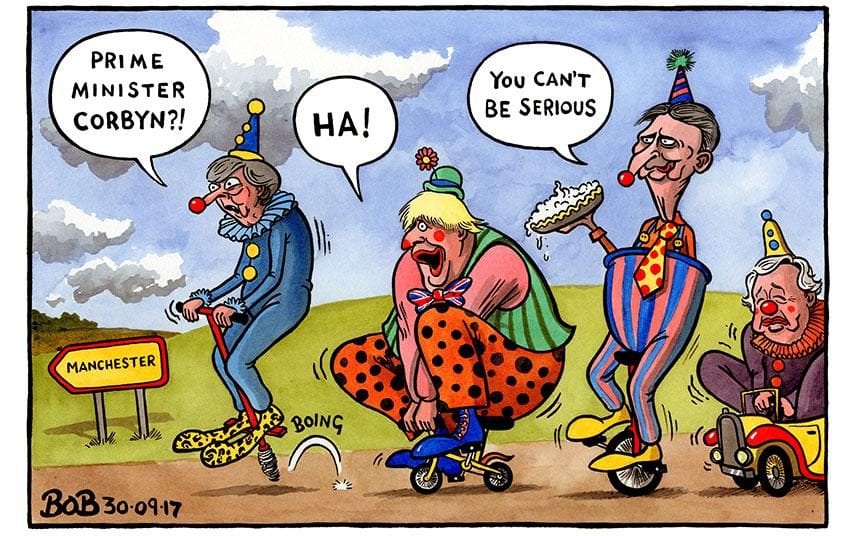 PRIME
MINISTER
CORBYN?!
HA!
YOU CAN'T
BE SERIOUS
MANCHESTER
BOING
BOB 30·09·17